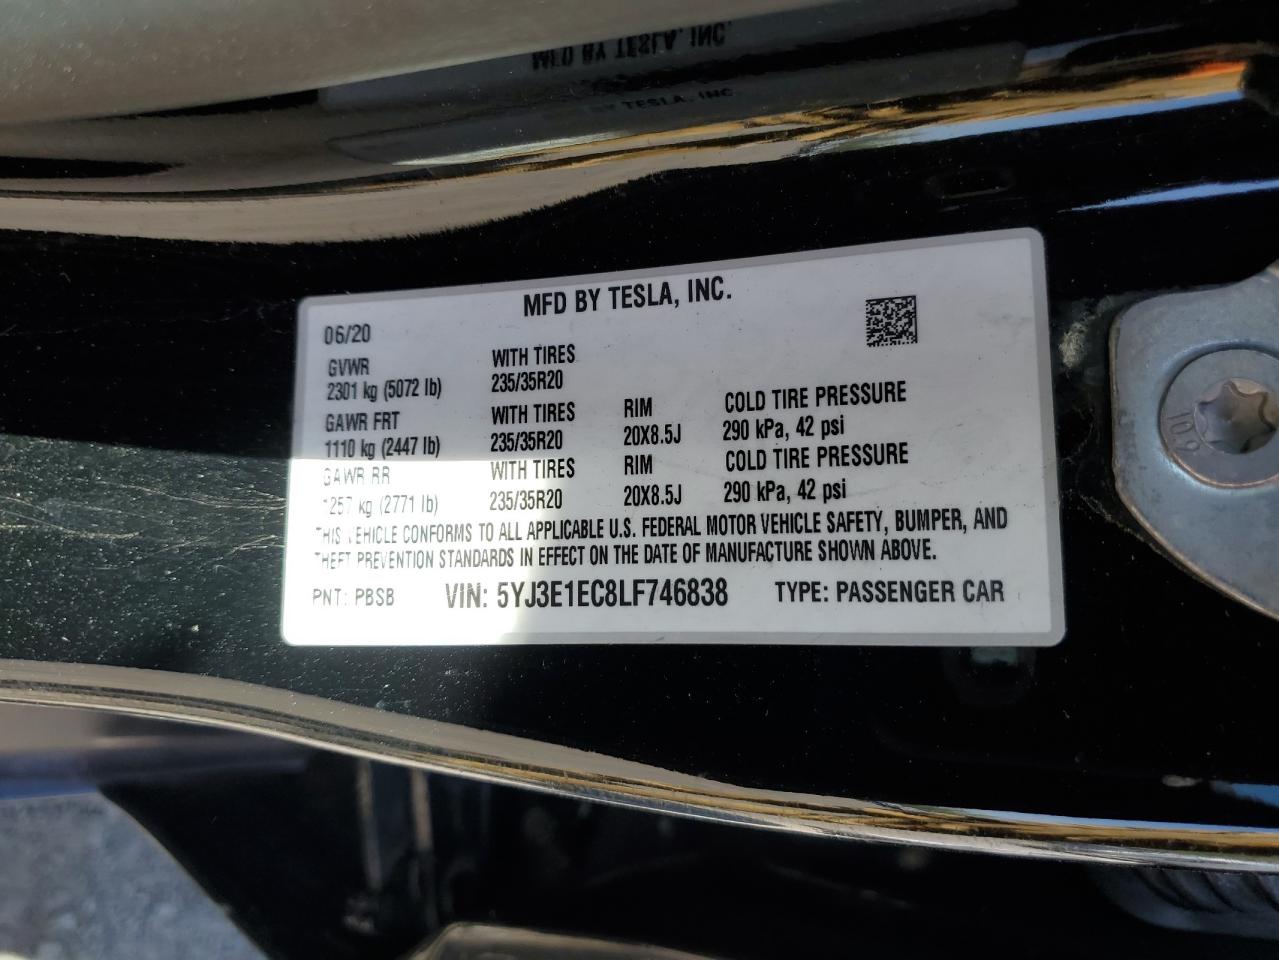 MFD BY TESLA, INC.
06/20
GVWR WITH TIRES
2301 kg (5072 lb) 235/35R20
GAWR FRT WITH TIRES RIM COLD TIRE PRESSURE
1110 kg (2447 lb) 235/35R20 20X8.5J 290 kPa, 42 psi
GAWR RR WITH TIRES RIM COLD TIRE PRESSURE
1257 kg (2771 lb) 235/35R20 20X8.5J 290 kPa, 42 psi
THIS VEHICLE CONFORMS TO ALL APPLICABLE U.S. FEDERAL MOTOR VEHICLE SAFETY, BUMPER, AND
THEFT PREVENTION STANDARDS IN EFFECT ON THE DATE OF MANUFACTURE SHOWN ABOVE.
PNT: PBSB VIN: 5YJ3E1EC8LF746838 TYPE: PASSENGER CAR
10.9